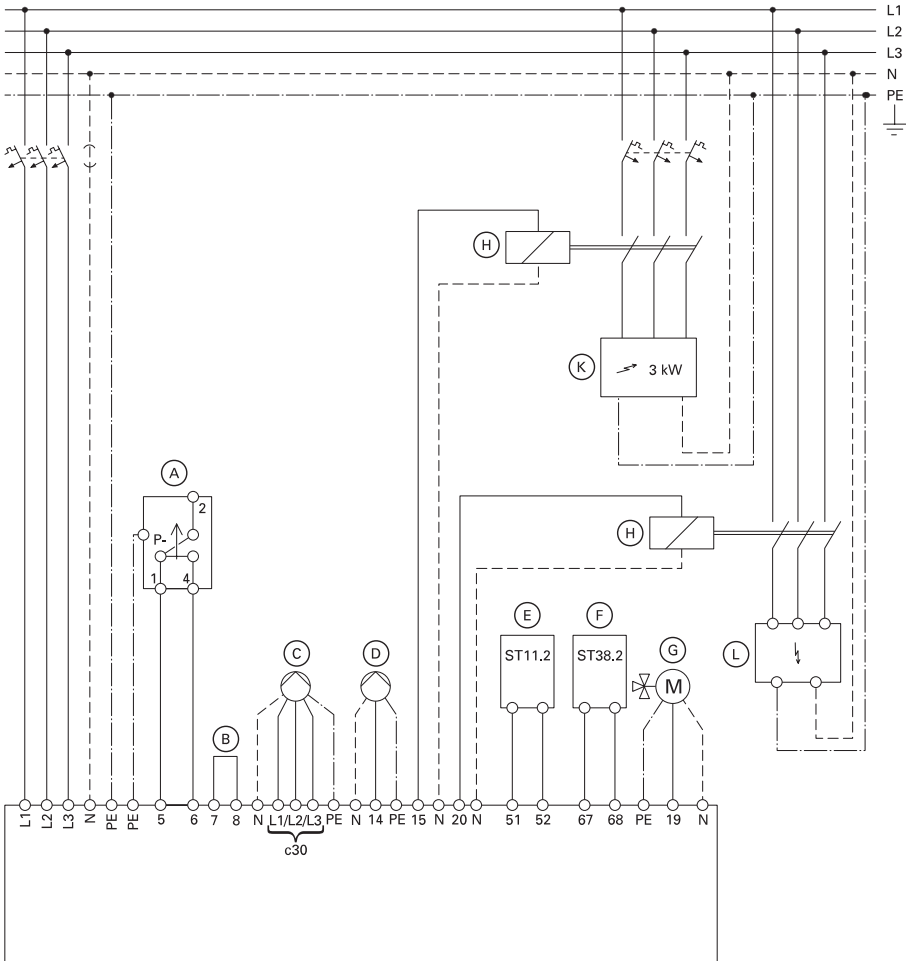 L1
L2
L3
N
PE
H
K
3 kW
A
2
P-
1 4
H
E
F
ST11.2
ST38.2
G
M
L
C
D
B
L1 L2 L3 N PE PE 5 6 7 8 N L1/L2/L3 PE N 14 PE 15 N 20 N 51 52 67 68 PE 19 N
c30